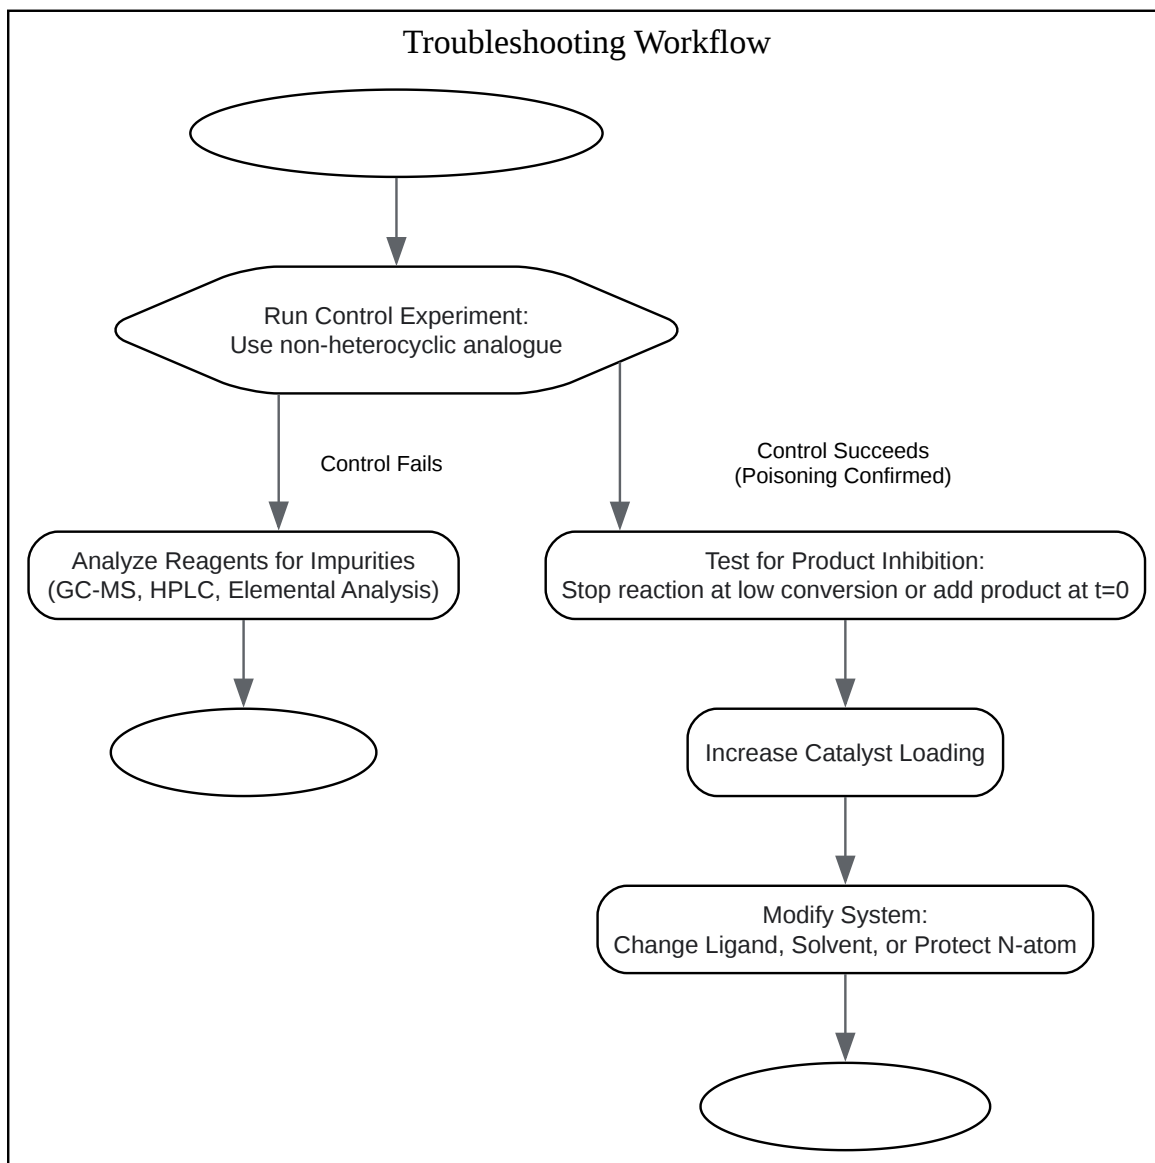 Troubleshooting Workflow
Run Control Experiment:
Use non-heterocyclic analogue
Control Fails
Control Succeeds
(Poisoning Confirmed)
Analyze Reagents for Impurities
(GC-MS, HPLC, Elemental Analysis)
Test for Product Inhibition:
Stop reaction at low conversion or add product at t=0
Increase Catalyst Loading
Modify System:
Change Ligand, Solvent, or Protect N-atom